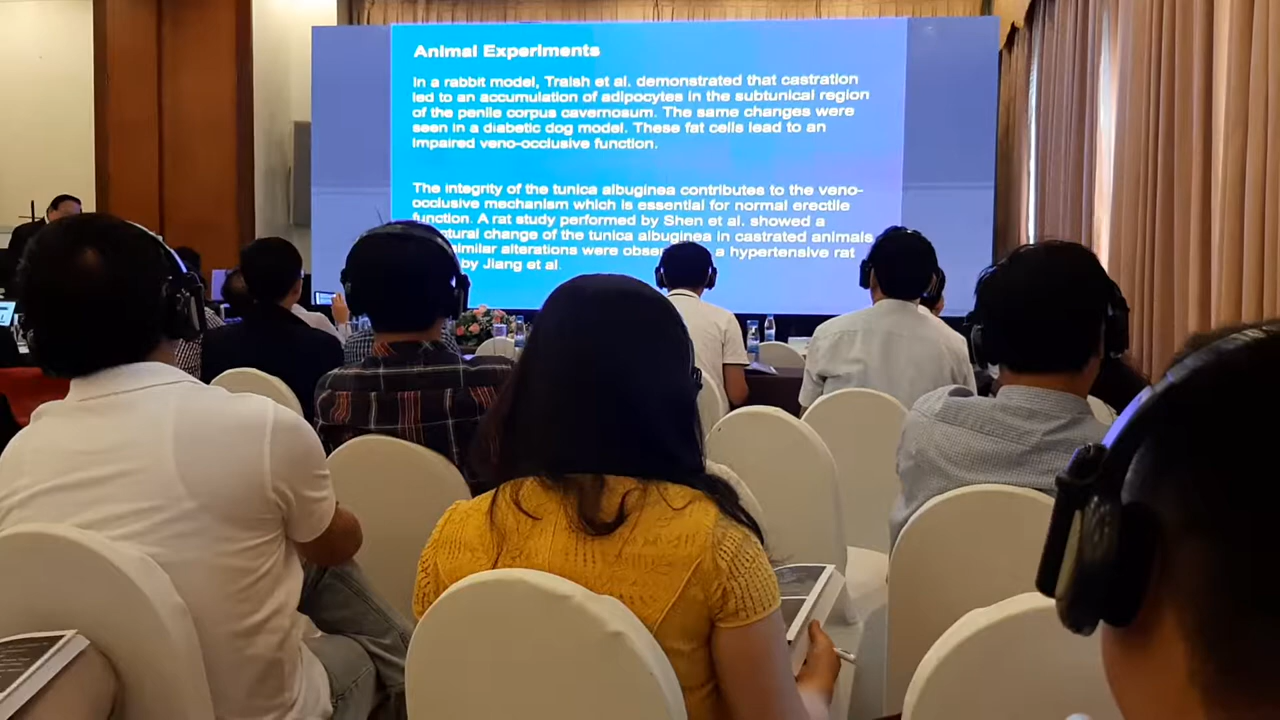 Animal Experiments
In a rabbit model, Traish et al. demonstrated that castration
led to an accumulation of adipocytes in the subtunical region
of the penile corpus cavernosum. The same changes were
seen in a diabetic dog model. These fat cells lead to an
impaired veno-occlusive function.
The integrity of the tunica albuginea contributes to the veno-
occlusive mechanism which is essential for normal erectile
function. A rat study performed by Shen et al. showed a
change of the tunica albuginea in castrated animals
similar alterations were a hypertensive rat
by Jiang et al.